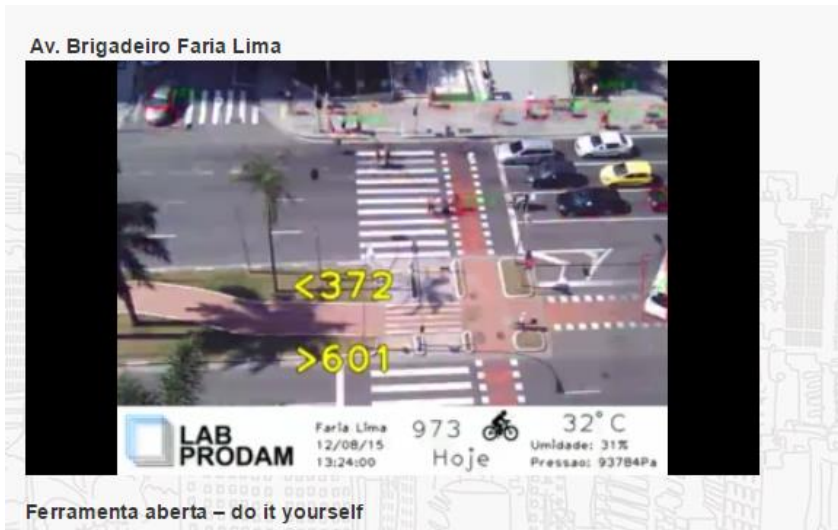 Av. Brigadeiro Faria Lima
<372
>601
LAB
PRODAM
Faria Lima
12/08/15
13:24:00
973
Hoje
32°C
Umidade: 31%
Pressao: 93784Pa
Ferramenta aberta – do it yourself